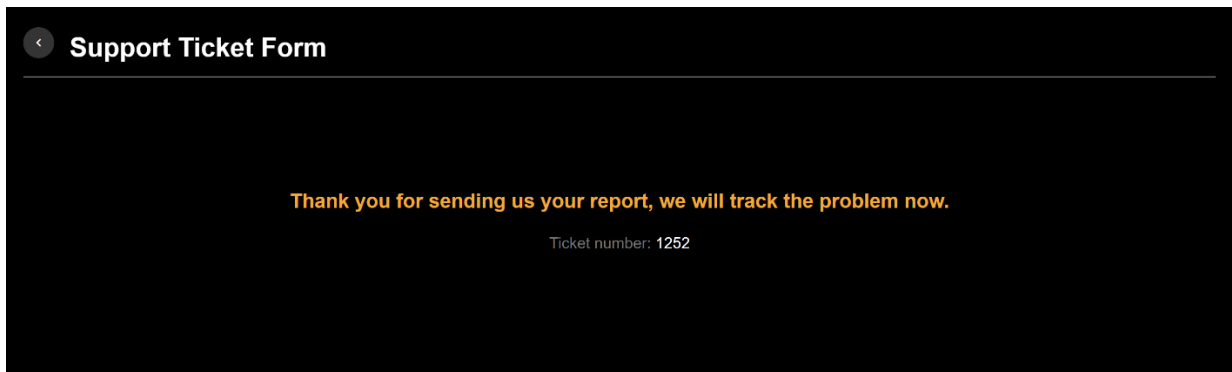 Support Ticket Form
Thank you for sending us your report, we will track the problem now.
Ticket number: 1252